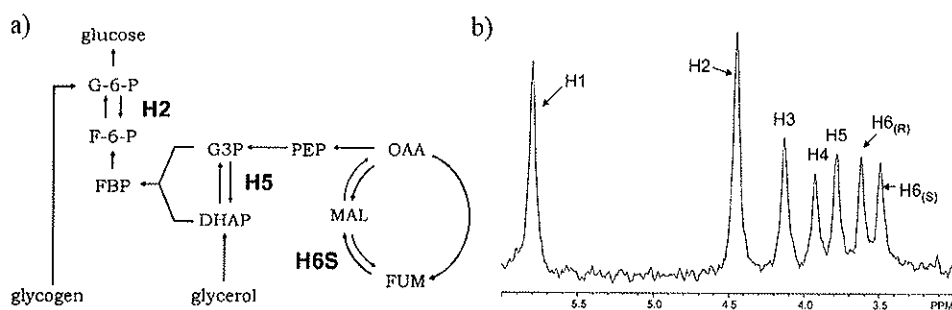 a)
glucose
G-6-P
H2
F-6-P
FBP
G3P
PEP
OAA
H5
DHAP
MAL
H6S
FUM
glycogen
glycerol
b)
H1
H2
H3
H4
H5
H6(R)
H6(S)
5.5 5.0 4.5 4.0 3.5 PPM